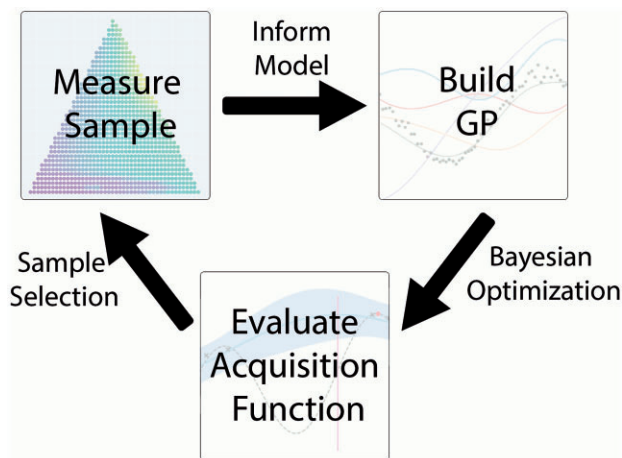 Measure
Sample
Inform
Model
Build
GP
Bayesian
Optimization
Evaluate
Acquisition
Function
Sample
Selection